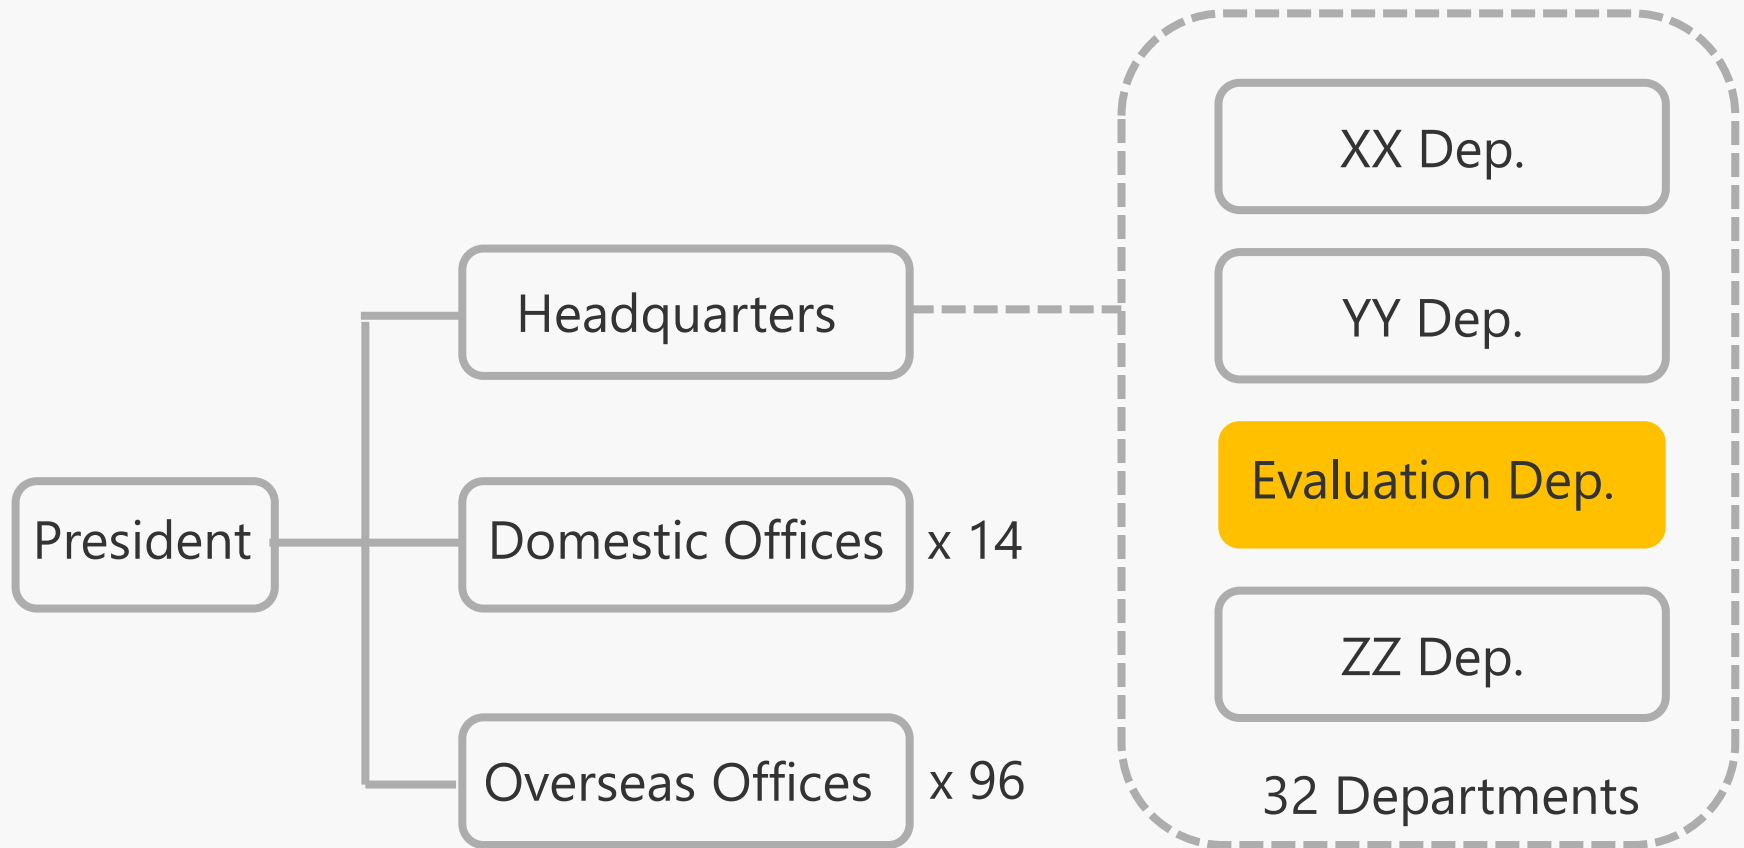 President
Headquarters
Domestic Offices x 14
Overseas Offices x 96
XX Dep.
YY Dep.
Evaluation Dep.
ZZ Dep.
32 Departments